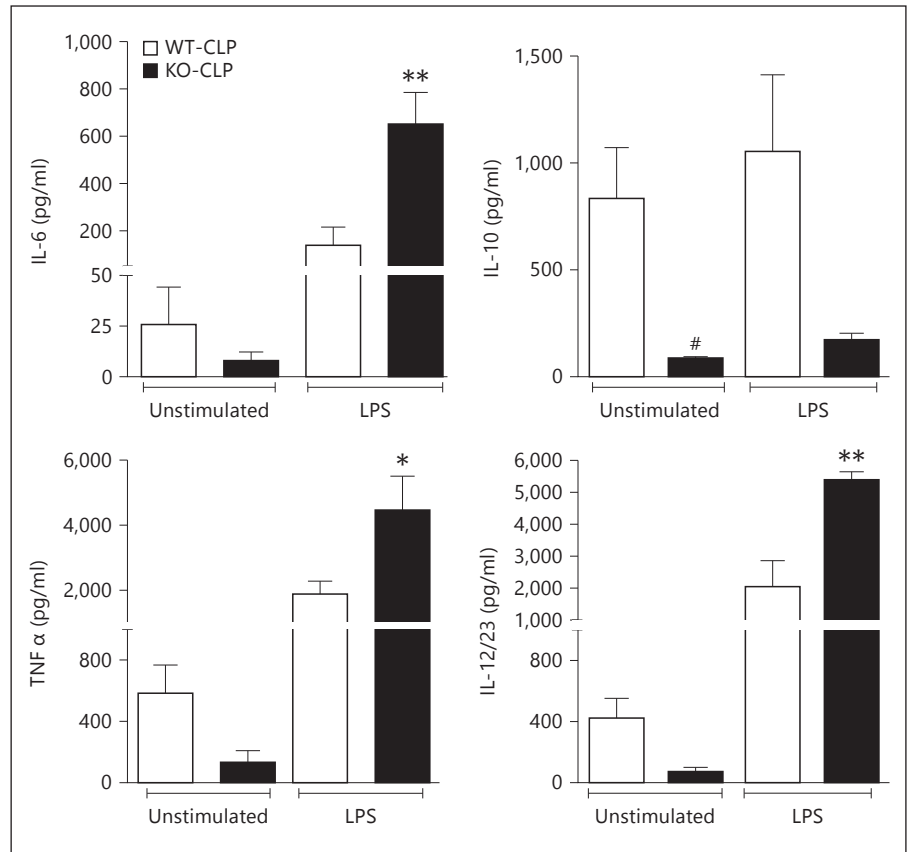 WT-CLP
KO-CLP
IL-6 (pg/ml)
1,000
800
600
400
200
50
25
0
**
Unstimulated
LPS
IL-10 (pg/ml)
1,500
1,000
500
0
#
Unstimulated
LPS
TNF α (pg/ml)
6,000
4,000
2,000
800
400
0
*
Unstimulated
LPS
IL-12/23 (pg/ml)
6,000
5,000
4,000
3,000
2,000
1,000
800
400
0
**
Unstimulated
LPS